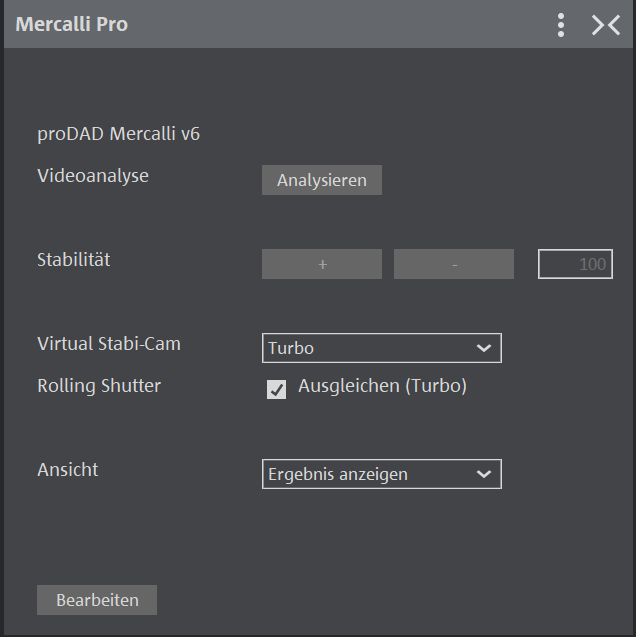 Mercalli Pro
proDAD Mercalli v6
Videoanalyse Analysieren
Stabilität + - 100
Virtual Stabi-Cam Turbo
Rolling Shutter Ausgleichen (Turbo)
Ansicht Ergebnis anzeigen
Bearbeiten